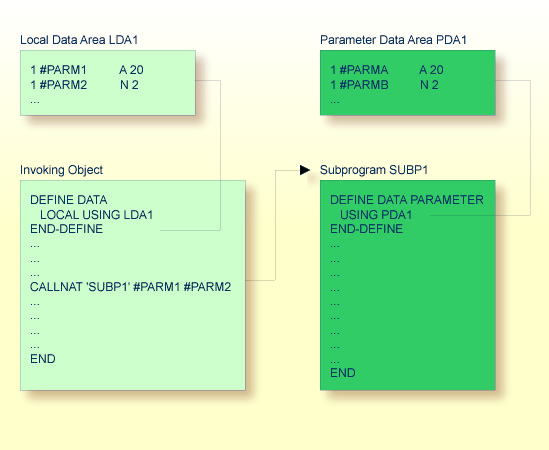 Local Data Area LDA1
1 #PARM1 A 20
1 #PARM2 N 2
...
Parameter Data Area PDA1
1 #PARMA A 20
1 #PARMB N 2
...
Invoking Object
DEFINE DATA
LOCAL USING LDA1
END-DEFINE
...
...
...
CALLNAT 'SUBP1' #PARM1 #PARM2
...
...
...
...
END
Subprogram SUBP1
DEFINE DATA PARAMETER
USING PDA1
END-DEFINE
...
...
...
...
...
...
...
...
...
END